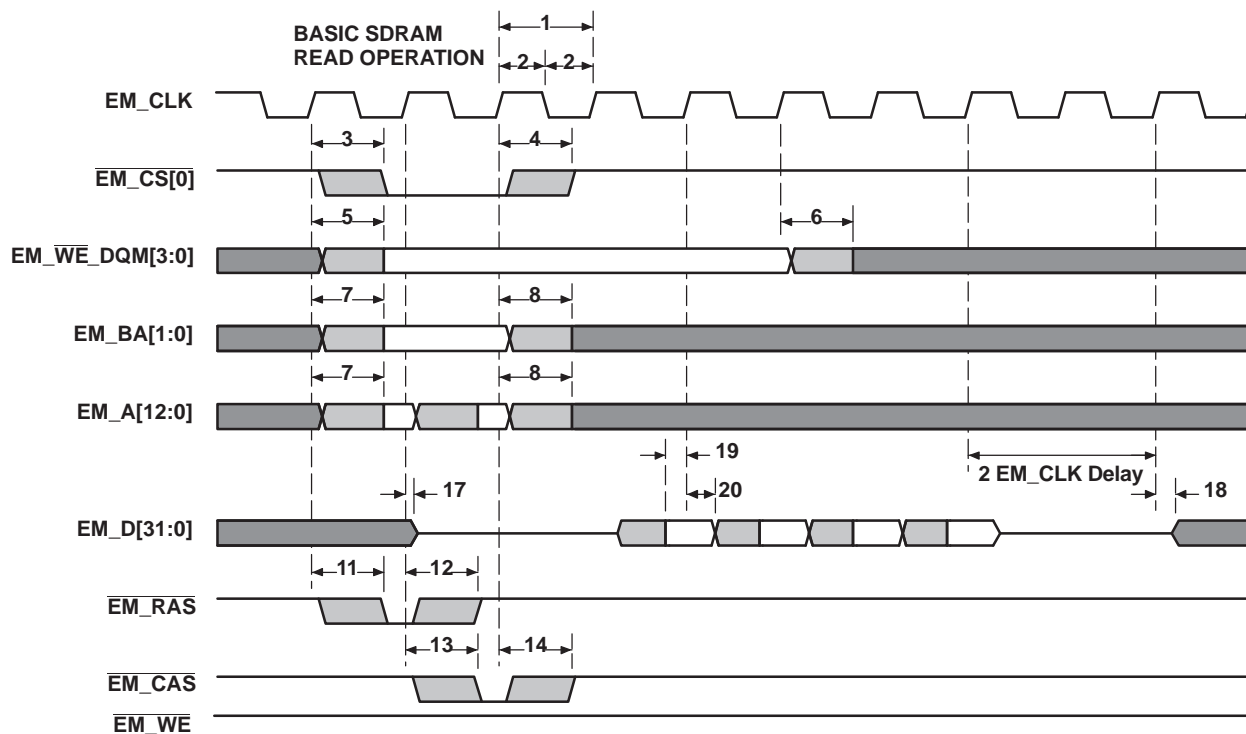 BASIC SDRAM
READ OPERATION
1
2 2
EM_CLK
3 4
EM_CS[0]
5 6
EM_WE_DQM[3:0]
7 8
EM_BA[1:0]
7 8
EM_A[12:0]
19
2 EM_CLK Delay
17 20 18
EM_D[31:0]
11 12
EM_RAS
13 14
EM_CAS
EM_WE